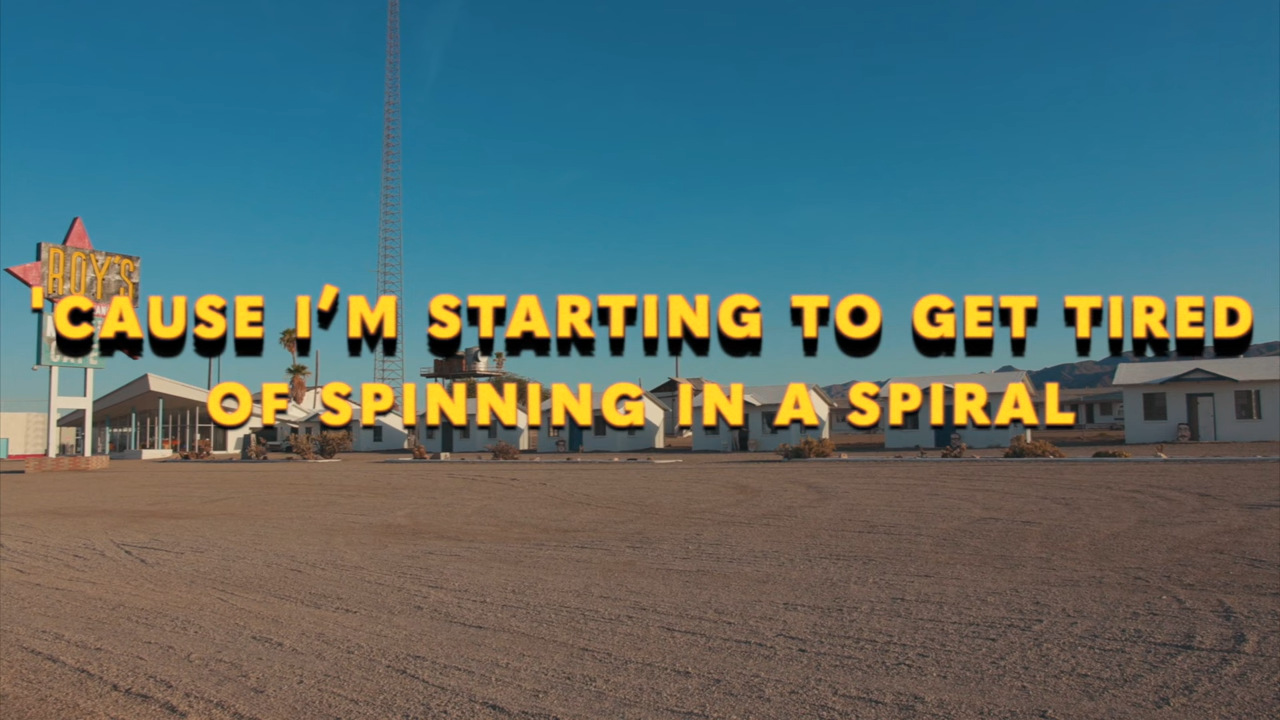 ROY'S
'CAUSE I'M STARTING TO GET TIRED
OF SPINNING IN A SPIRAL